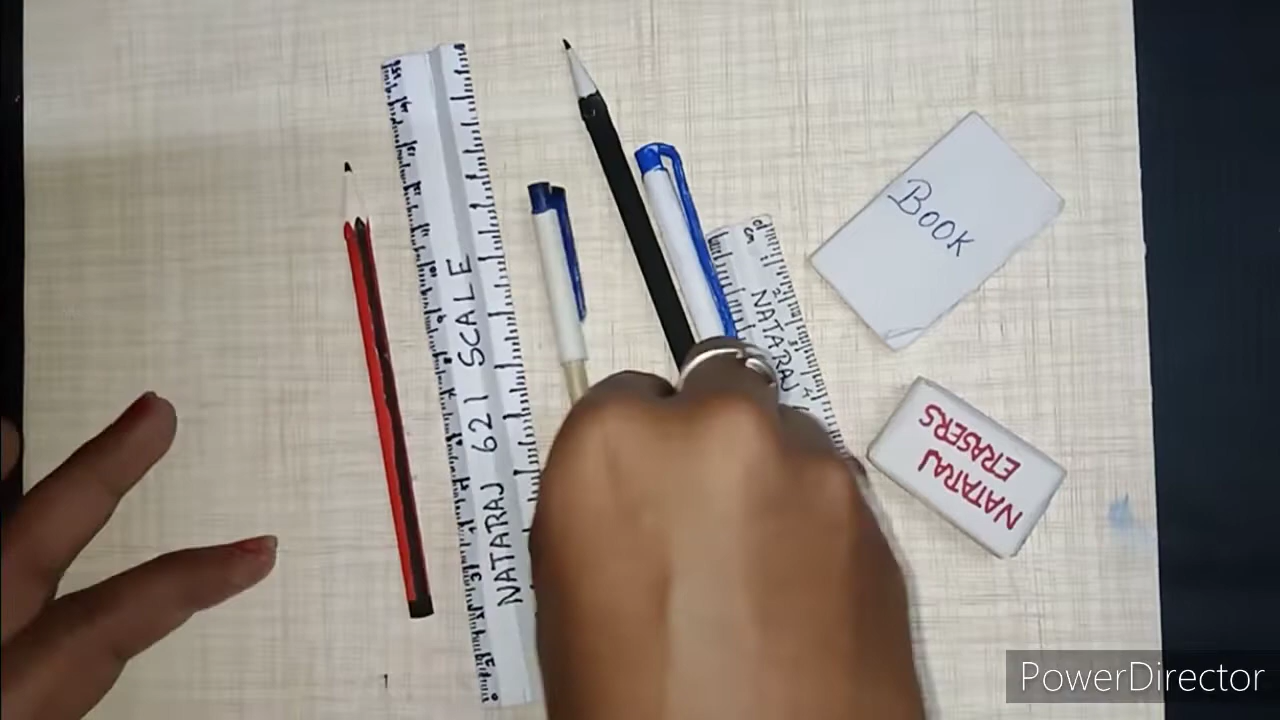 NATARAJ 621 SCALE
NATARAJ
BOOK
NATARAJ
ERASERS
PowerDirector